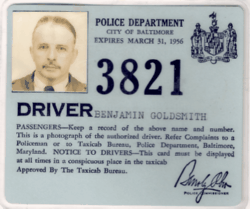 POLICE DEPARTMENT
CITY OF BALTIMORE
EXPIRES MARCH 31, 1956
3821
DRIVER
BENJAMIN GOLDSMITH
PASSENGERS—Keep a record of the above name and number.
This is a photograph of the authorized driver. Refer Complaints to a
Policeman or to Taxicab Bureau, Police Department, Baltimore,
Maryland. NOTICE TO DRIVERS—This card must be displayed
at all times in a conspicuous place in the taxicab
Approved By The Taxicab Bureau.